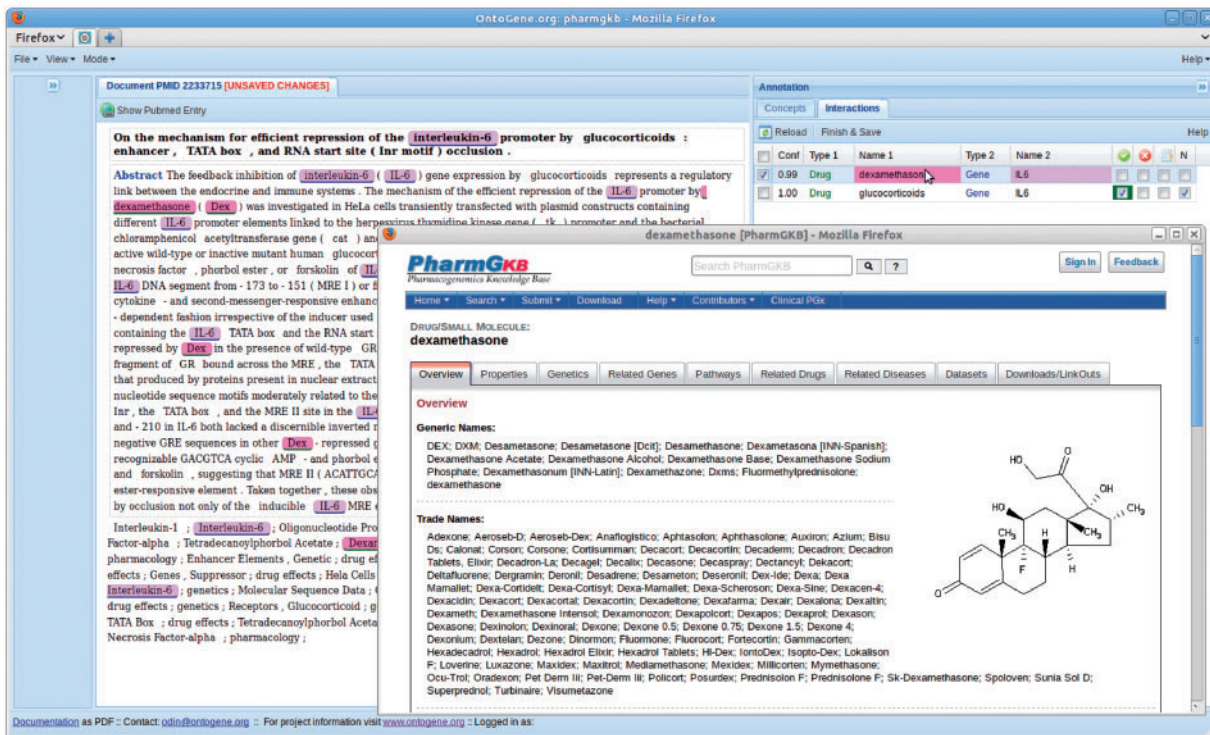 OntoGene.org: pharmgkb - Mozilla Firefox
Firefox
File View Mode Help
Document PMID 2233715 [UNSAVED CHANGES]
Show Pubmed Entry
On the mechanism for efficient repression of the interleukin-6 promoter by glucocorticoids :
enhancer , TATA box , and RNA start site ( Inr motif ) occlusion .
Abstract The feedback inhibition of interleukin-6 ( IL-6 ) gene expression by glucocorticoids represents a regulatory
link between the endocrine and immune systems . The mechanism of the efficient repression of the IL-6 promoter by
dexamethasone ( Dex ) was investigated in HeLa cells transiently transfected with plasmid constructs containing
different IL-6 promoter elements linked to the herpesvirus thymidine kinase gene ( tk ) promoter and the bacterial
chloramphenicol acetyltransferase gene ( cat ) and
active wild-type or inactive mutant human glucocort
necrosis factor , phorbol ester , or forskolin of IL
IL-6 DNA segment from - 173 to - 151 ( MRE I ) or f
cytokine - and second-messenger-responsive enhanc
- dependent fashion irrespective of the inducer used
containing the IL-6 TATA box and the RNA start
repressed by Dex in the presence of wild-type GR
fragment of GR bound across the MRE , the TATA
that produced by proteins present in nuclear extract
nucleotide sequence motifs moderately related to the
Inr , the TATA box , and the MRE II site in the IL-
and - 210 in IL-6 both lacked a discernible inverted r
negative GRE sequences in other Dex - repressed g
recognizable GACGTCA cyclic AMP - and phorbol e
and forskolin , suggesting that MRE II ( ACATTGCA
ester-responsive element . Taken together , these obs
by occlusion not only of the inducible IL-6 MRE
Interleukin-1 ; Interleukin-6 ; Oligonucleotide Pro
Factor-alpha ; Tetradecanoylphorbol Acetate ; Dexar
pharmacology ; Enhancer Elements , Genetic ; drug ef
effects ; Genes , Suppressor ; drug effects ; Hela Cells
Interleukin-6 ; genetics ; Molecular Sequence Data ;
drug effects ; genetics ; Receptors , Glucocorticoid ; g
TATA Box ; drug effects ; Tetradecanoylphorbol Aceta
Necrosis Factor-alpha ; pharmacology ;
Annotation
Concepts Interactions
Reload Finish & Save Help
Conf Type 1 Name 1 Type 2 Name 2 N
0.99 Drug dexamethason Gene IL6
1.00 Drug glucocorticoids Gene IL6
dexamethasone [PharmGKB] - Mozilla Firefox
PharmGKB
Pharmacogenomics Knowledge Base
Search PharmGKB ?
Sign In Feedback
Home Search Submit Download Help Contributors Clinical PGx
DRUG/SMALL MOLECULE:
dexamethasone
Overview Properties Genetics Related Genes Pathways Related Drugs Related Diseases Datasets Downloads/LinkOuts
Overview
Generic Names:
DEX; DXM; Desametasone; Desametasone [Dcit]; Desamethasone; Dexametasona [INN-Spanish];
Dexamethasone Acetate; Dexamethasone Alcohol; Dexamethasone Base; Dexamethasone Sodium
Phosphate; Dexamethasonum [INN-Latin]; Dexamethazone; Dxms; Fluormethylprednisolone;
dexamethasone
Trade Names:
Adexone; Aeroseb-D; Aeroseb-Dex; Anaflogistico; Aphtasolon; Aphthasolone; Auxiron; Azium; Bisu
Ds; Calonat; Corson; Corsone; Cortisumman; Decacort; Decacortin; Decaderm; Decadron; Decadron
Tablets, Elixir; Decadron-La; Decagel; Decalix; Decasone; Decaspray; Dectancyl; Dekacort;
Deltafluorene; Dergramin; Deronil; Desadrene; Desameton; Deseronil; Dex-Ide; Dexa; Dexa
Mamallet; Dexa-Cortidelt; Dexa-Cortisyl; Dexa-Mamallet; Dexa-Scheroson; Dexa-Sine; Dexacen-4;
Dexacidin; Dexacort; Dexacortal; Dexacortin; Dexadeltone; Dexafarma; Dexair; Dexalona; Dexaltin;
Dexameth; Dexamethasone Intensol; Dexamonozon; Dexapolcort; Dexapos; Dexaprol; Dexason;
Dexasone; Dexinolon; Dexinoral; Dexone; Dexone 0.5; Dexone 0.75; Dexone 1.5; Dexone 4;
Dexonium; Dextelan; Dezone; Dinormon; Fluormone; Fluorocort; Fortecortin; Gammacorten;
Hexadecadrol; Hexadrol; Hexadrol Elixir; Hexadrol Tablets; Hl-Dex; IontoDex; Isopto-Dex; Lokalison
F; Loverine; Luxazone; Maxidex; Maxitrol; Mediamethasone; Mexidex; Millicorten; Mymethasone;
Ocu-Trol; Oradexon; Pet Derm Iii; Pet-Derm Iii; Policort; Posurdex; Prednisolon F; Prednisolone F; Sk-Dexamethasone; Spoloven; Sunia Sol D;
Superprednol; Turbinaire; Visumetazone
HO O
OH
HO CH3
CH3 CH3
H
F H
O
Documentation as PDF :: Contact: odin@ontogene.org :: For project information visit www.ontogene.org :: Logged in as: